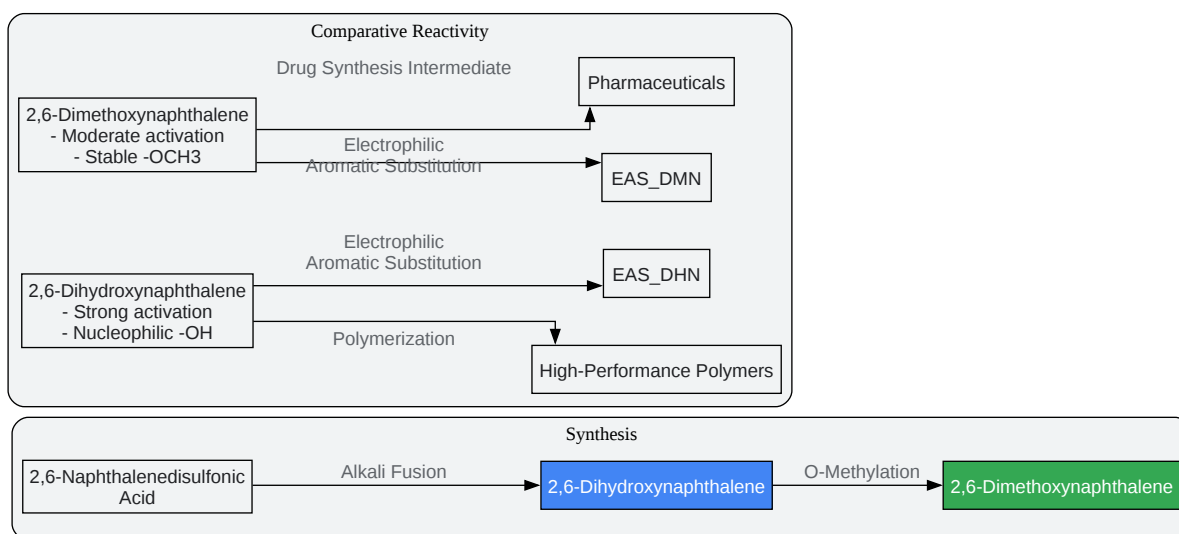 Comparative Reactivity
Drug Synthesis Intermediate
Pharmaceuticals
2,6-Dimethoxynaphthalene
- Moderate activation
- Stable -OCH3
Electrophilic
Aromatic Substitution
EAS_DMN
Electrophilic
Aromatic Substitution
EAS_DHN
2,6-Dihydroxynaphthalene
- Strong activation
- Nucleophilic -OH
Polymerization
High-Performance Polymers
Synthesis
2,6-Naphthalenedisulfonic
Acid
Alkali Fusion
2,6-Dihydroxynaphthalene
O-Methylation
2,6-Dimethoxynaphthalene